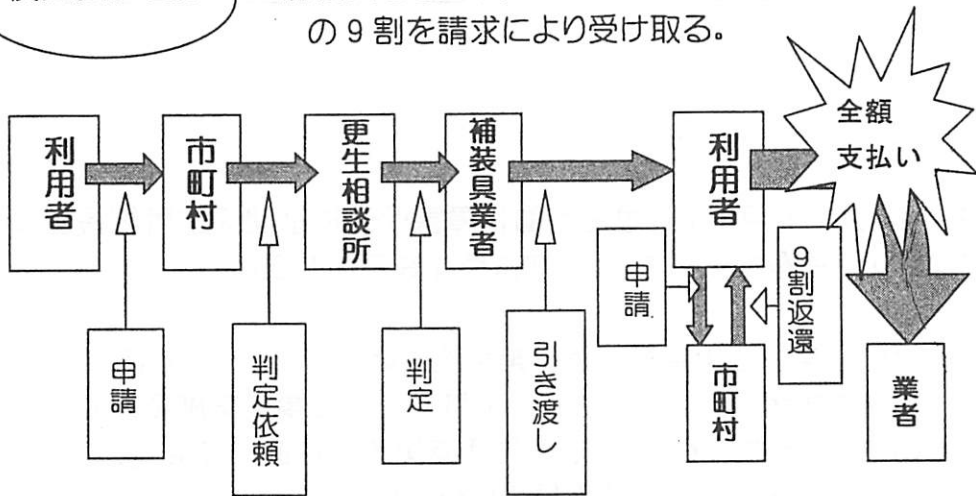 の9割を請求により受け取る。
利用者
市町村
更生相談所
補装具業者
利用者
全額
支払い
申請
判定依頼
判定
引き渡し
申請.
9割返還
市町村
業者